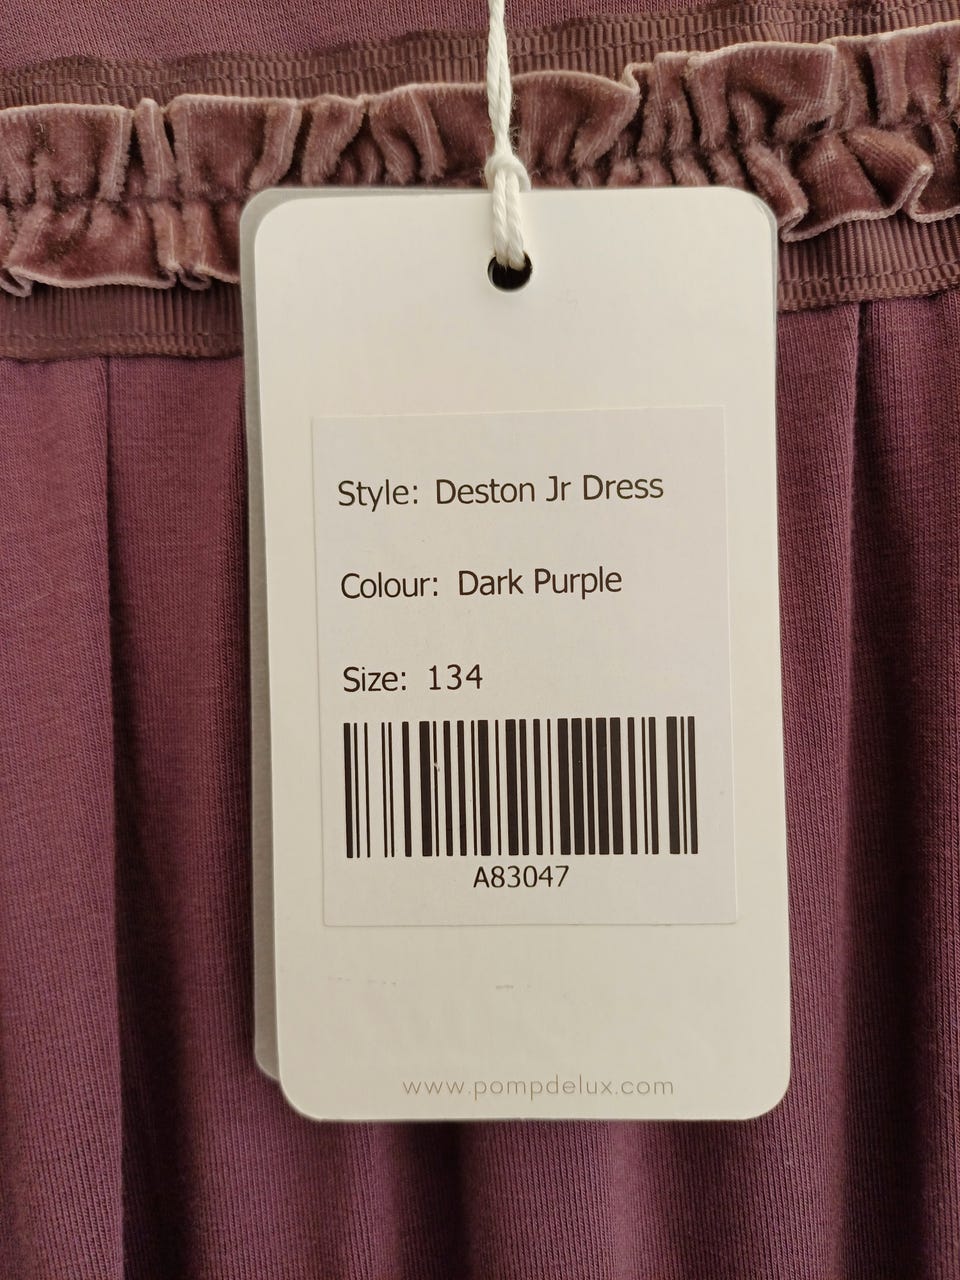 Style: Deston Jr Dress
Colour: Dark Purple
Size: 134
A83047
www.pompdelux.com